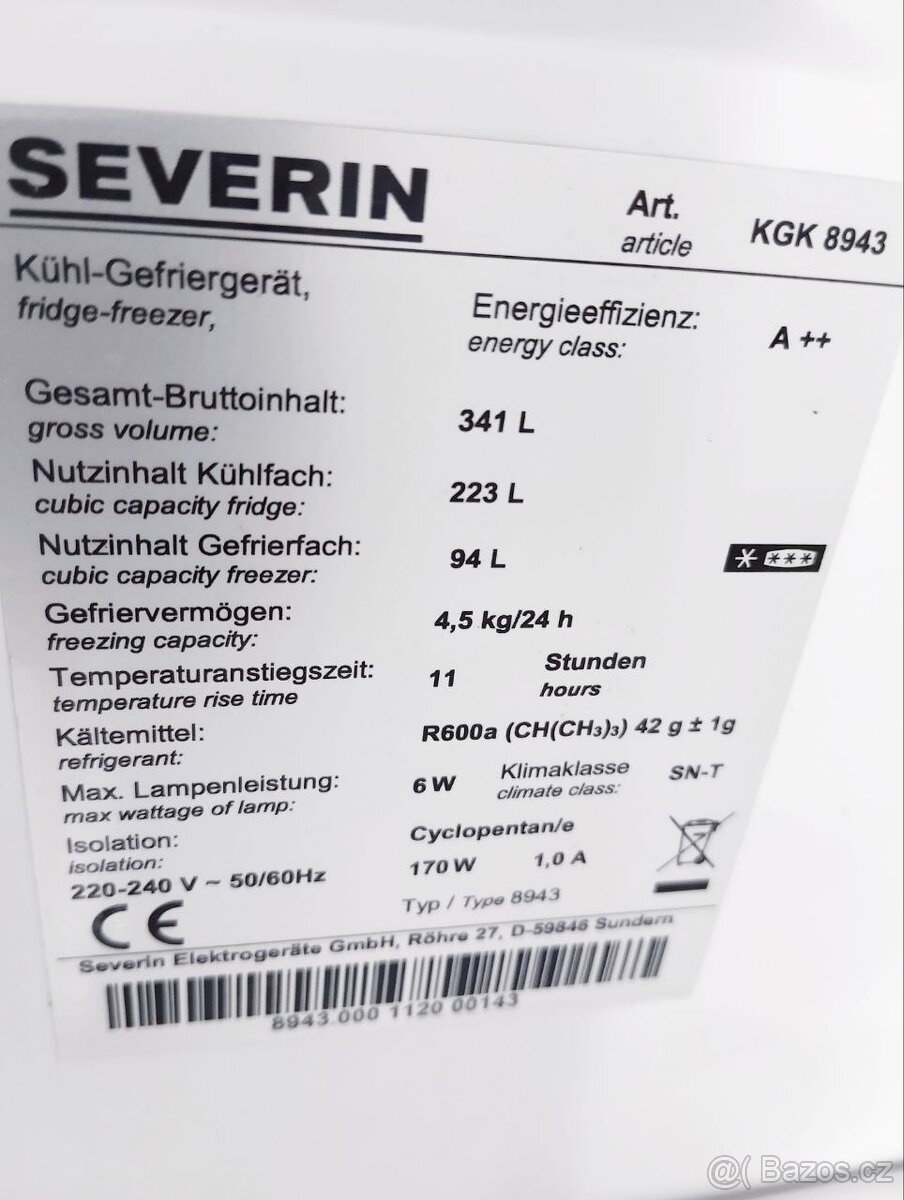 SEVERIN
Art.
article
KGK 8943
Kühl-Gefriergerät,
fridge-freezer,
Energieeffizienz:
energy class:
A ++
Gesamt-Bruttoinhalt:
gross volume:
341 L
Nutzinhalt Kühlfach:
cubic capacity fridge:
223 L
Nutzinhalt Gefrierfach:
cubic capacity freezer:
94 L
* ***
Gefriervermögen:
freezing capacity:
4,5 kg/24 h
Temperaturanstiegszeit:
temperature rise time
11
Stunden
hours
Kältemittel:
refrigerant:
R600a (CH(CH₃)₃) 42 g ± 1g
Max. Lampenleistung:
max wattage of lamp:
6 W
Klimaklasse
climate class:
SN-T
Isolation:
isolation:
Cyclopentan/e
220-240 V ~ 50/60Hz
170 W
1,0 A
CE
Typ / Type 8943
Severin Elektrogeräte GmbH, Röhre 27, D-59846 Sundern
8943.000 1120 00143
@( Bazos.cz